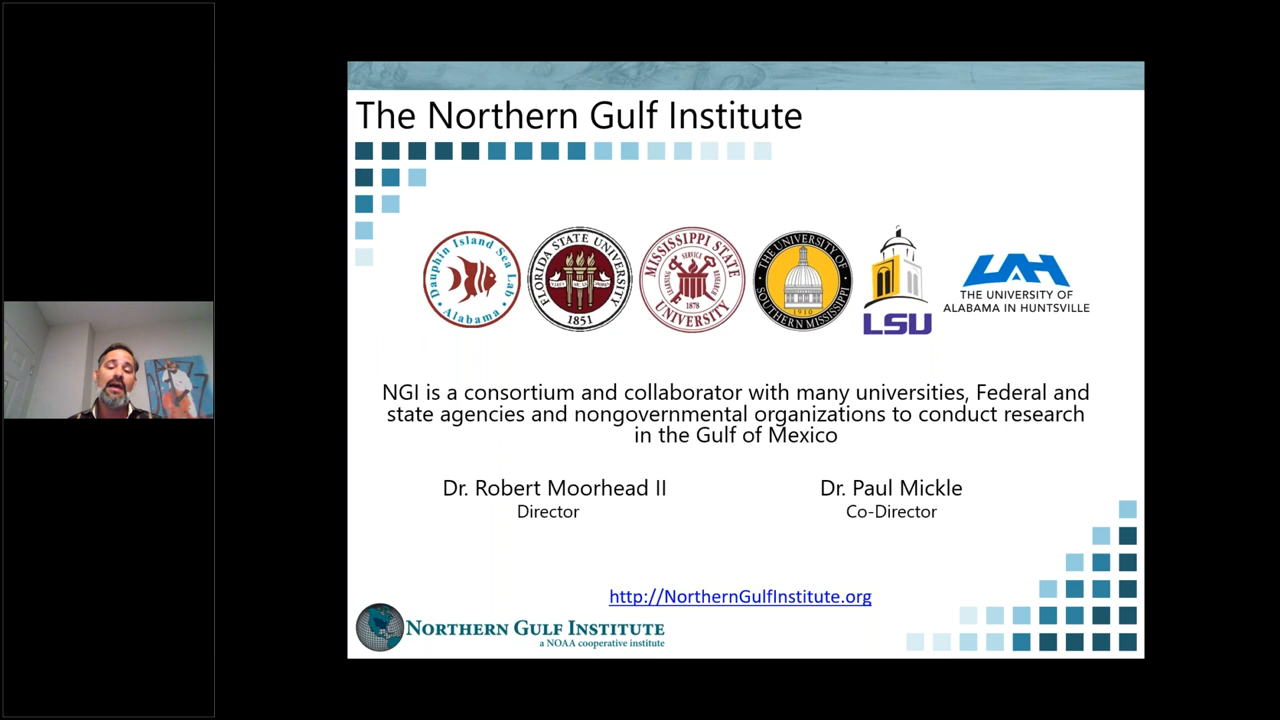 The Northern Gulf Institute
Dauphin Island Sea Lab
Alabama
FLORIDA STATE UNIVERSITY
1851
MISSISSIPPI STATE
UNIVERSITY
LEARNING SERVICE RESEARCH
1878
THE UNIVERSITY OF
SOUTHERN MISSISSIPPI
1910
LSU
UAH
THE UNIVERSITY OF
ALABAMA IN HUNTSVILLE
NGI is a consortium and collaborator with many universities, Federal and
state agencies and nongovernmental organizations to conduct research
in the Gulf of Mexico
Dr. Robert Moorhead II
Dr. Paul Mickle
Director
Co-Director
http://NorthernGulfInstitute.org
NORTHERN GULF INSTITUTE
a NOAA cooperative institute